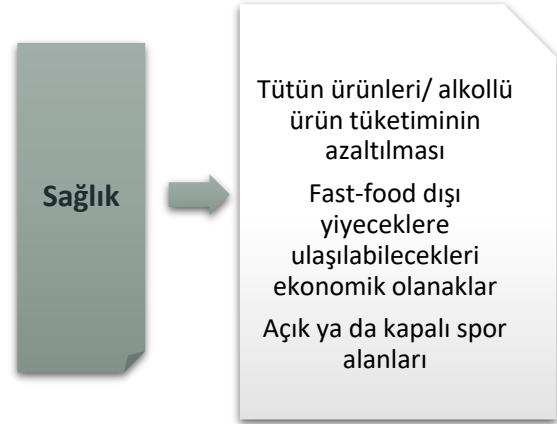 Sağlık
Tütün ürünleri/ alkollü
ürün tüketiminin
azaltılması
Fast-food dışı
yiyeceklere
ulaşılabilecekleri
ekonomik olanaklar
Açık ya da kapalı spor
alanları